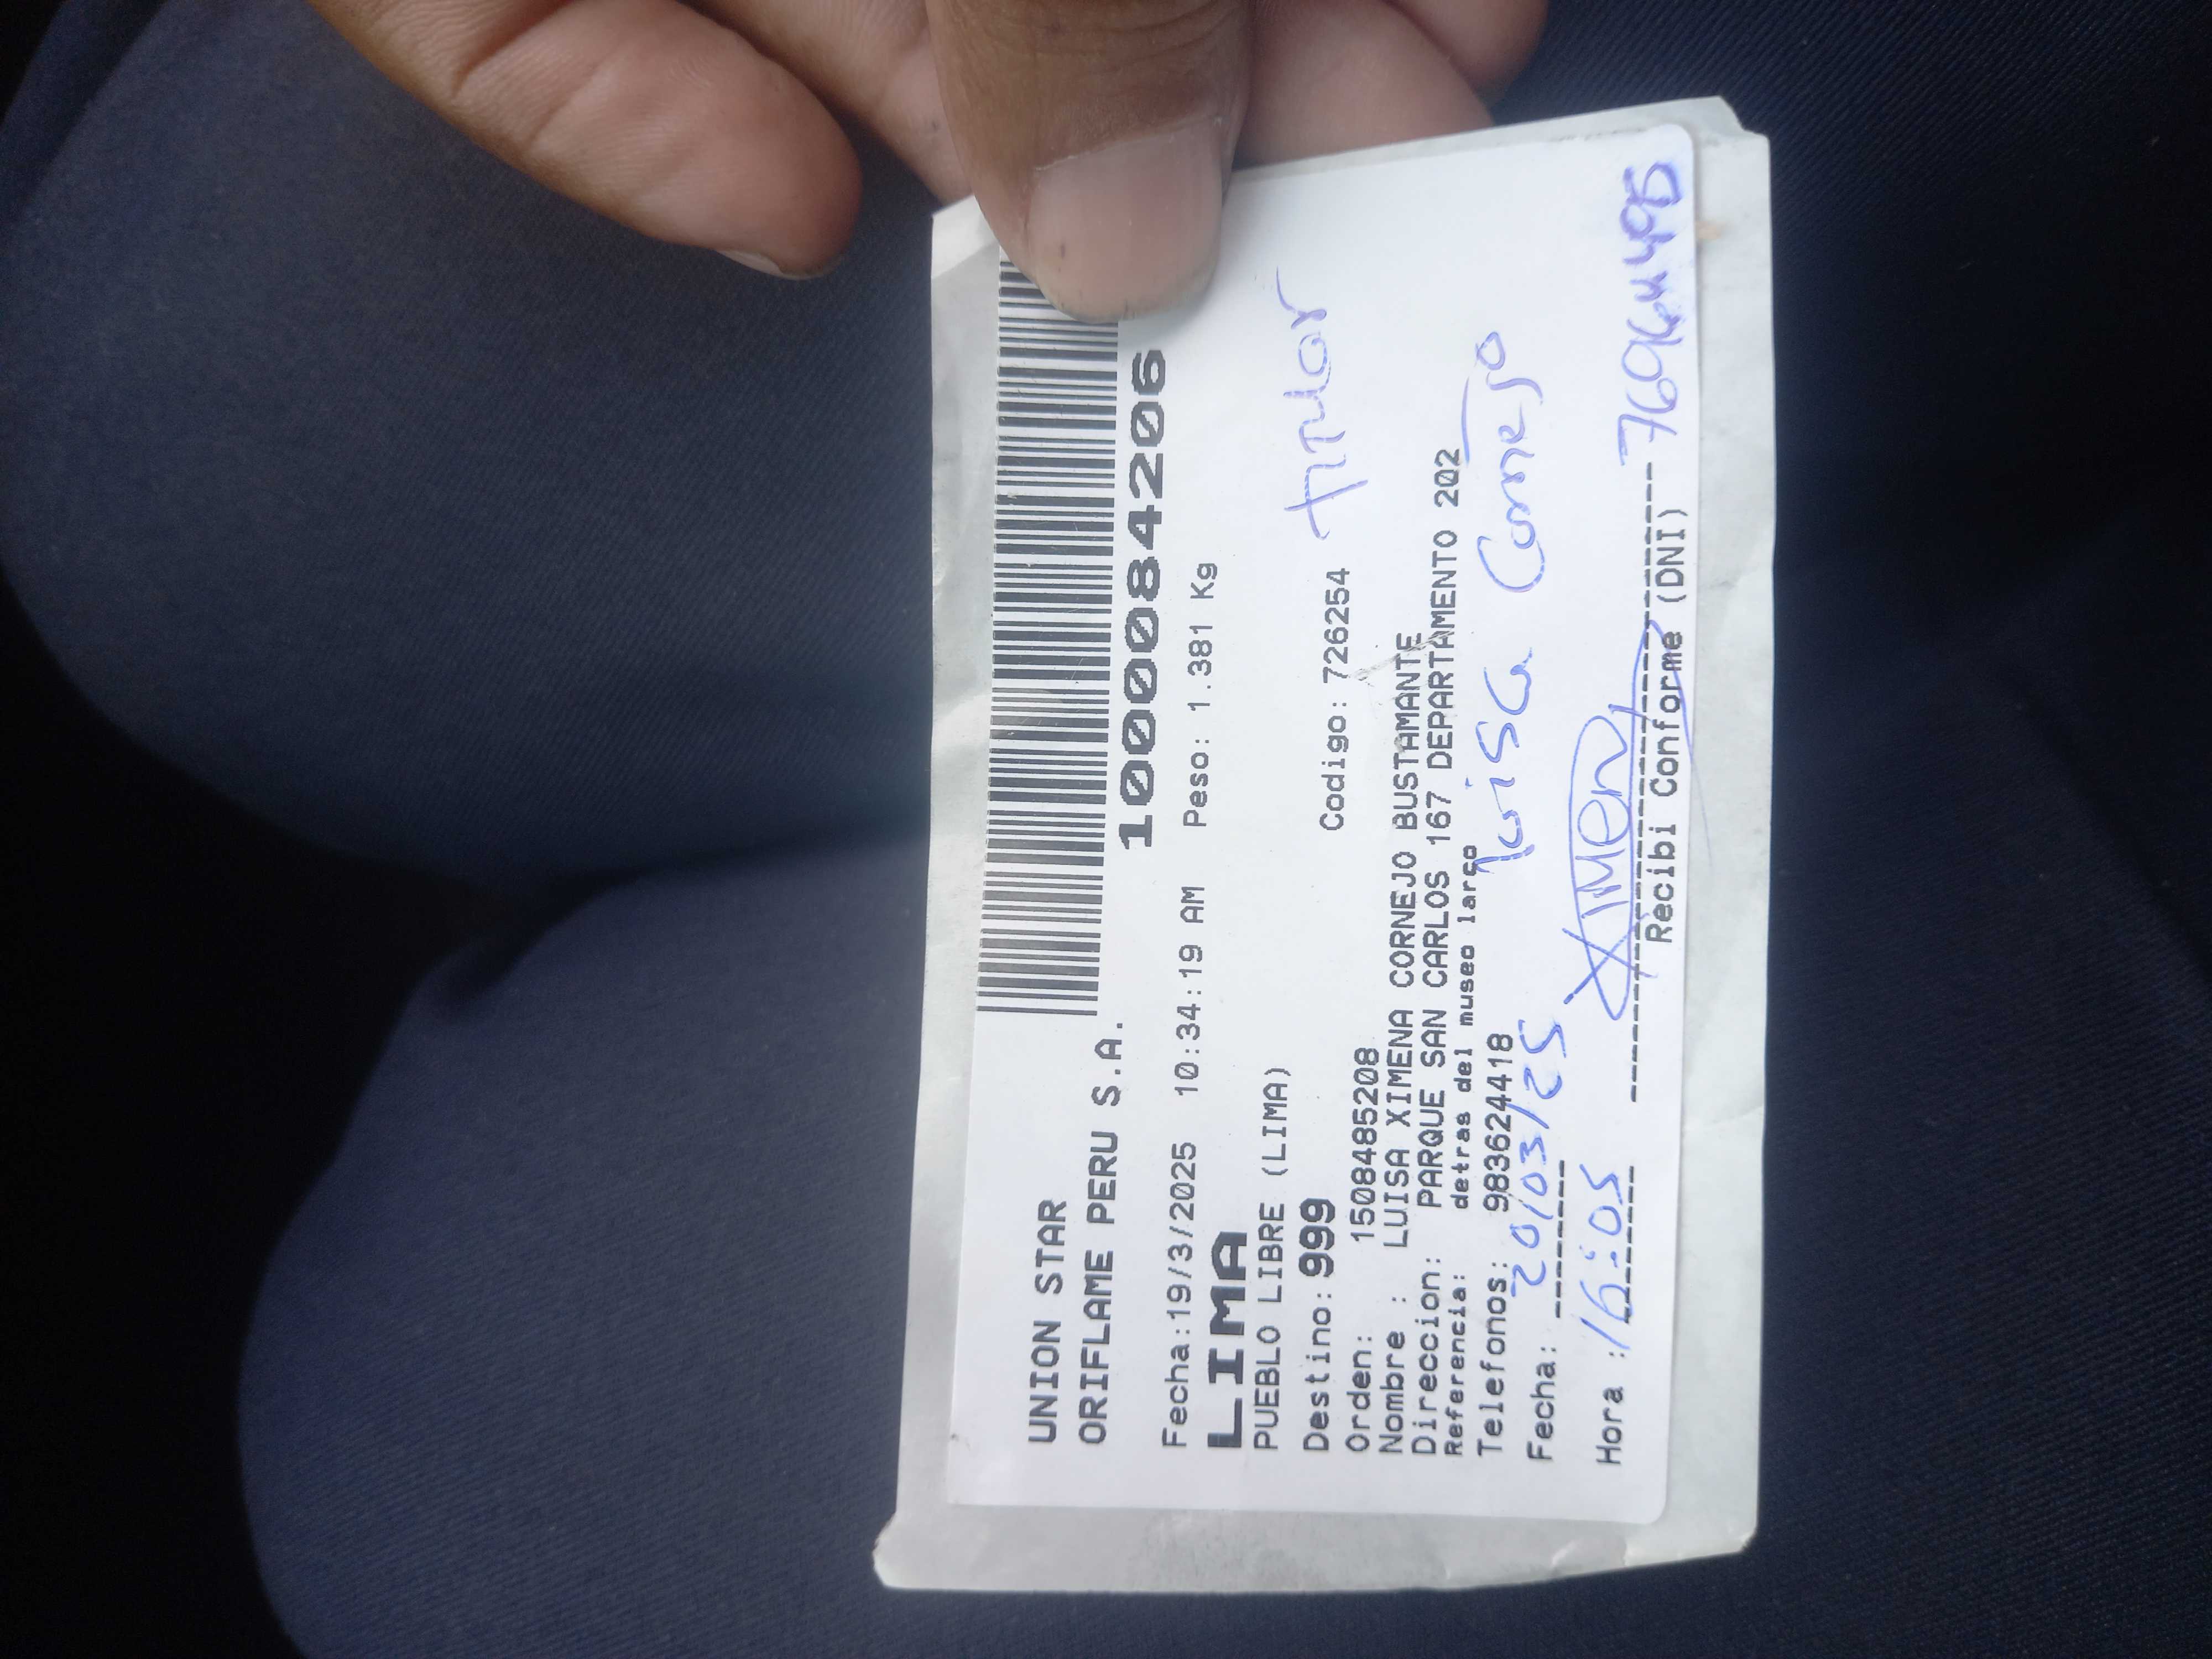 UNION STAR
ORIFLAME PERU S.A.
1000084206
Fecha:19/3/2025 10:34:19 AM Peso: 1.381 Kg
LIMA
PUEBLO LIBRE (LIMA)
Destino: 999 Codigo: 726254 TITULAR
Orden: 1508485208
Nombre : LUISA XIMENA CORNEJO BUSTAMANTE
Direccion: PARQUE SAN CARLOS 167 DEPARTAMENTO 202
Referencia: detras del museo larco
Telefonos: 983624418
Luisa Cornejo
Fecha: 20/03/25
Hora : 16:05
Recibi Conforme (DNI)